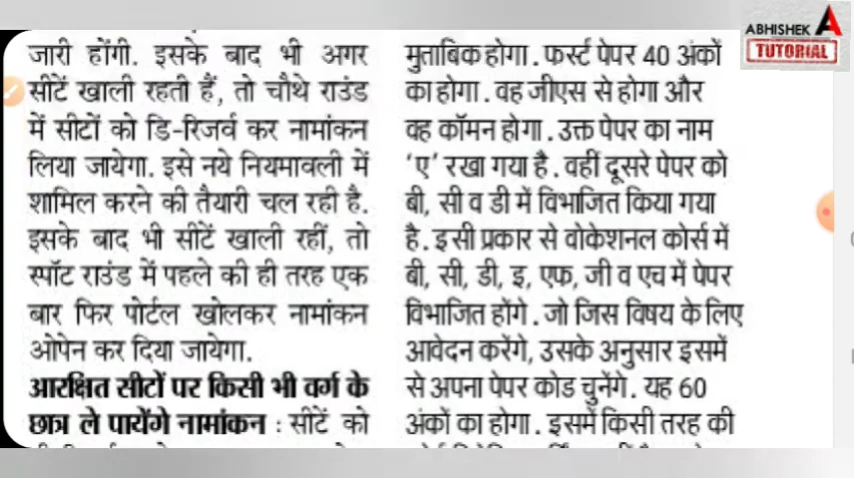 ABHISHEK A
TUTORIAL
जारी होंगी. इसके बाद भी अगर
सीटें खाली रहती हैं, तो चौथे राउंड
में सीटों को डि-रिजर्व कर नामांकन
लिया जायेगा. इसे नये नियमावली में
शामिल करने की तैयारी चल रही है.
इसके बाद भी सीटें खाली रहीं, तो
स्पॉट राउंड में पहले की ही तरह एक
बार फिर पोर्टल खोलकर नामांकन
ओपेन कर दिया जायेगा.
आरक्षित सीटों पर किसी भी वर्ग के
छात्र ले पायेंगे नामांकन : सीटें को
मुताबिक होगा. फर्स्ट पेपर 40 अंकों
का होगा. वह जीएस से होगा और
वह कॉमन होगा. उक्त पेपर का नाम
'ए' रखा गया है. वहीं दूसरे पेपर को
बी, सी व डी में विभाजित किया गया
है. इसी प्रकार से वोकेशनल कोर्स में
बी, सी, डी, इ, एफ, जी व एच में पेपर
विभाजित होंगे. जो जिस विषय के लिए
आवेदन करेंगे, उसके अनुसार इसमें
से अपना पेपर कोड चुनेंगे. यह 60
अंकों का होगा. इसमें किसी तरह की